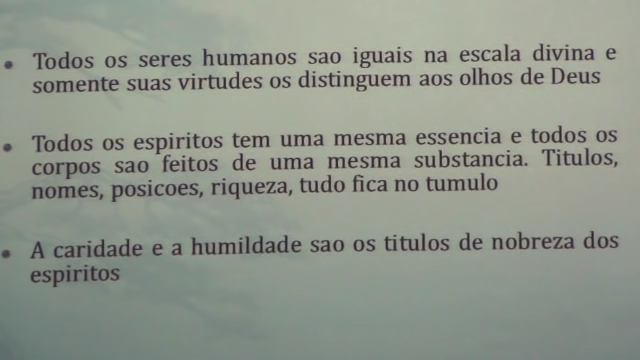 • Todos os seres humanos sao iguais na escala divina e
somente suas virtudes os distinguem aos olhos de Deus
• Todos os espiritos tem uma mesma essencia e todos os
corpos sao feitos de uma mesma substancia. Titulos,
nomes, posicoes, riqueza, tudo fica no tumulo
• A caridade e a humildade sao os titulos de nobreza dos
espiritos